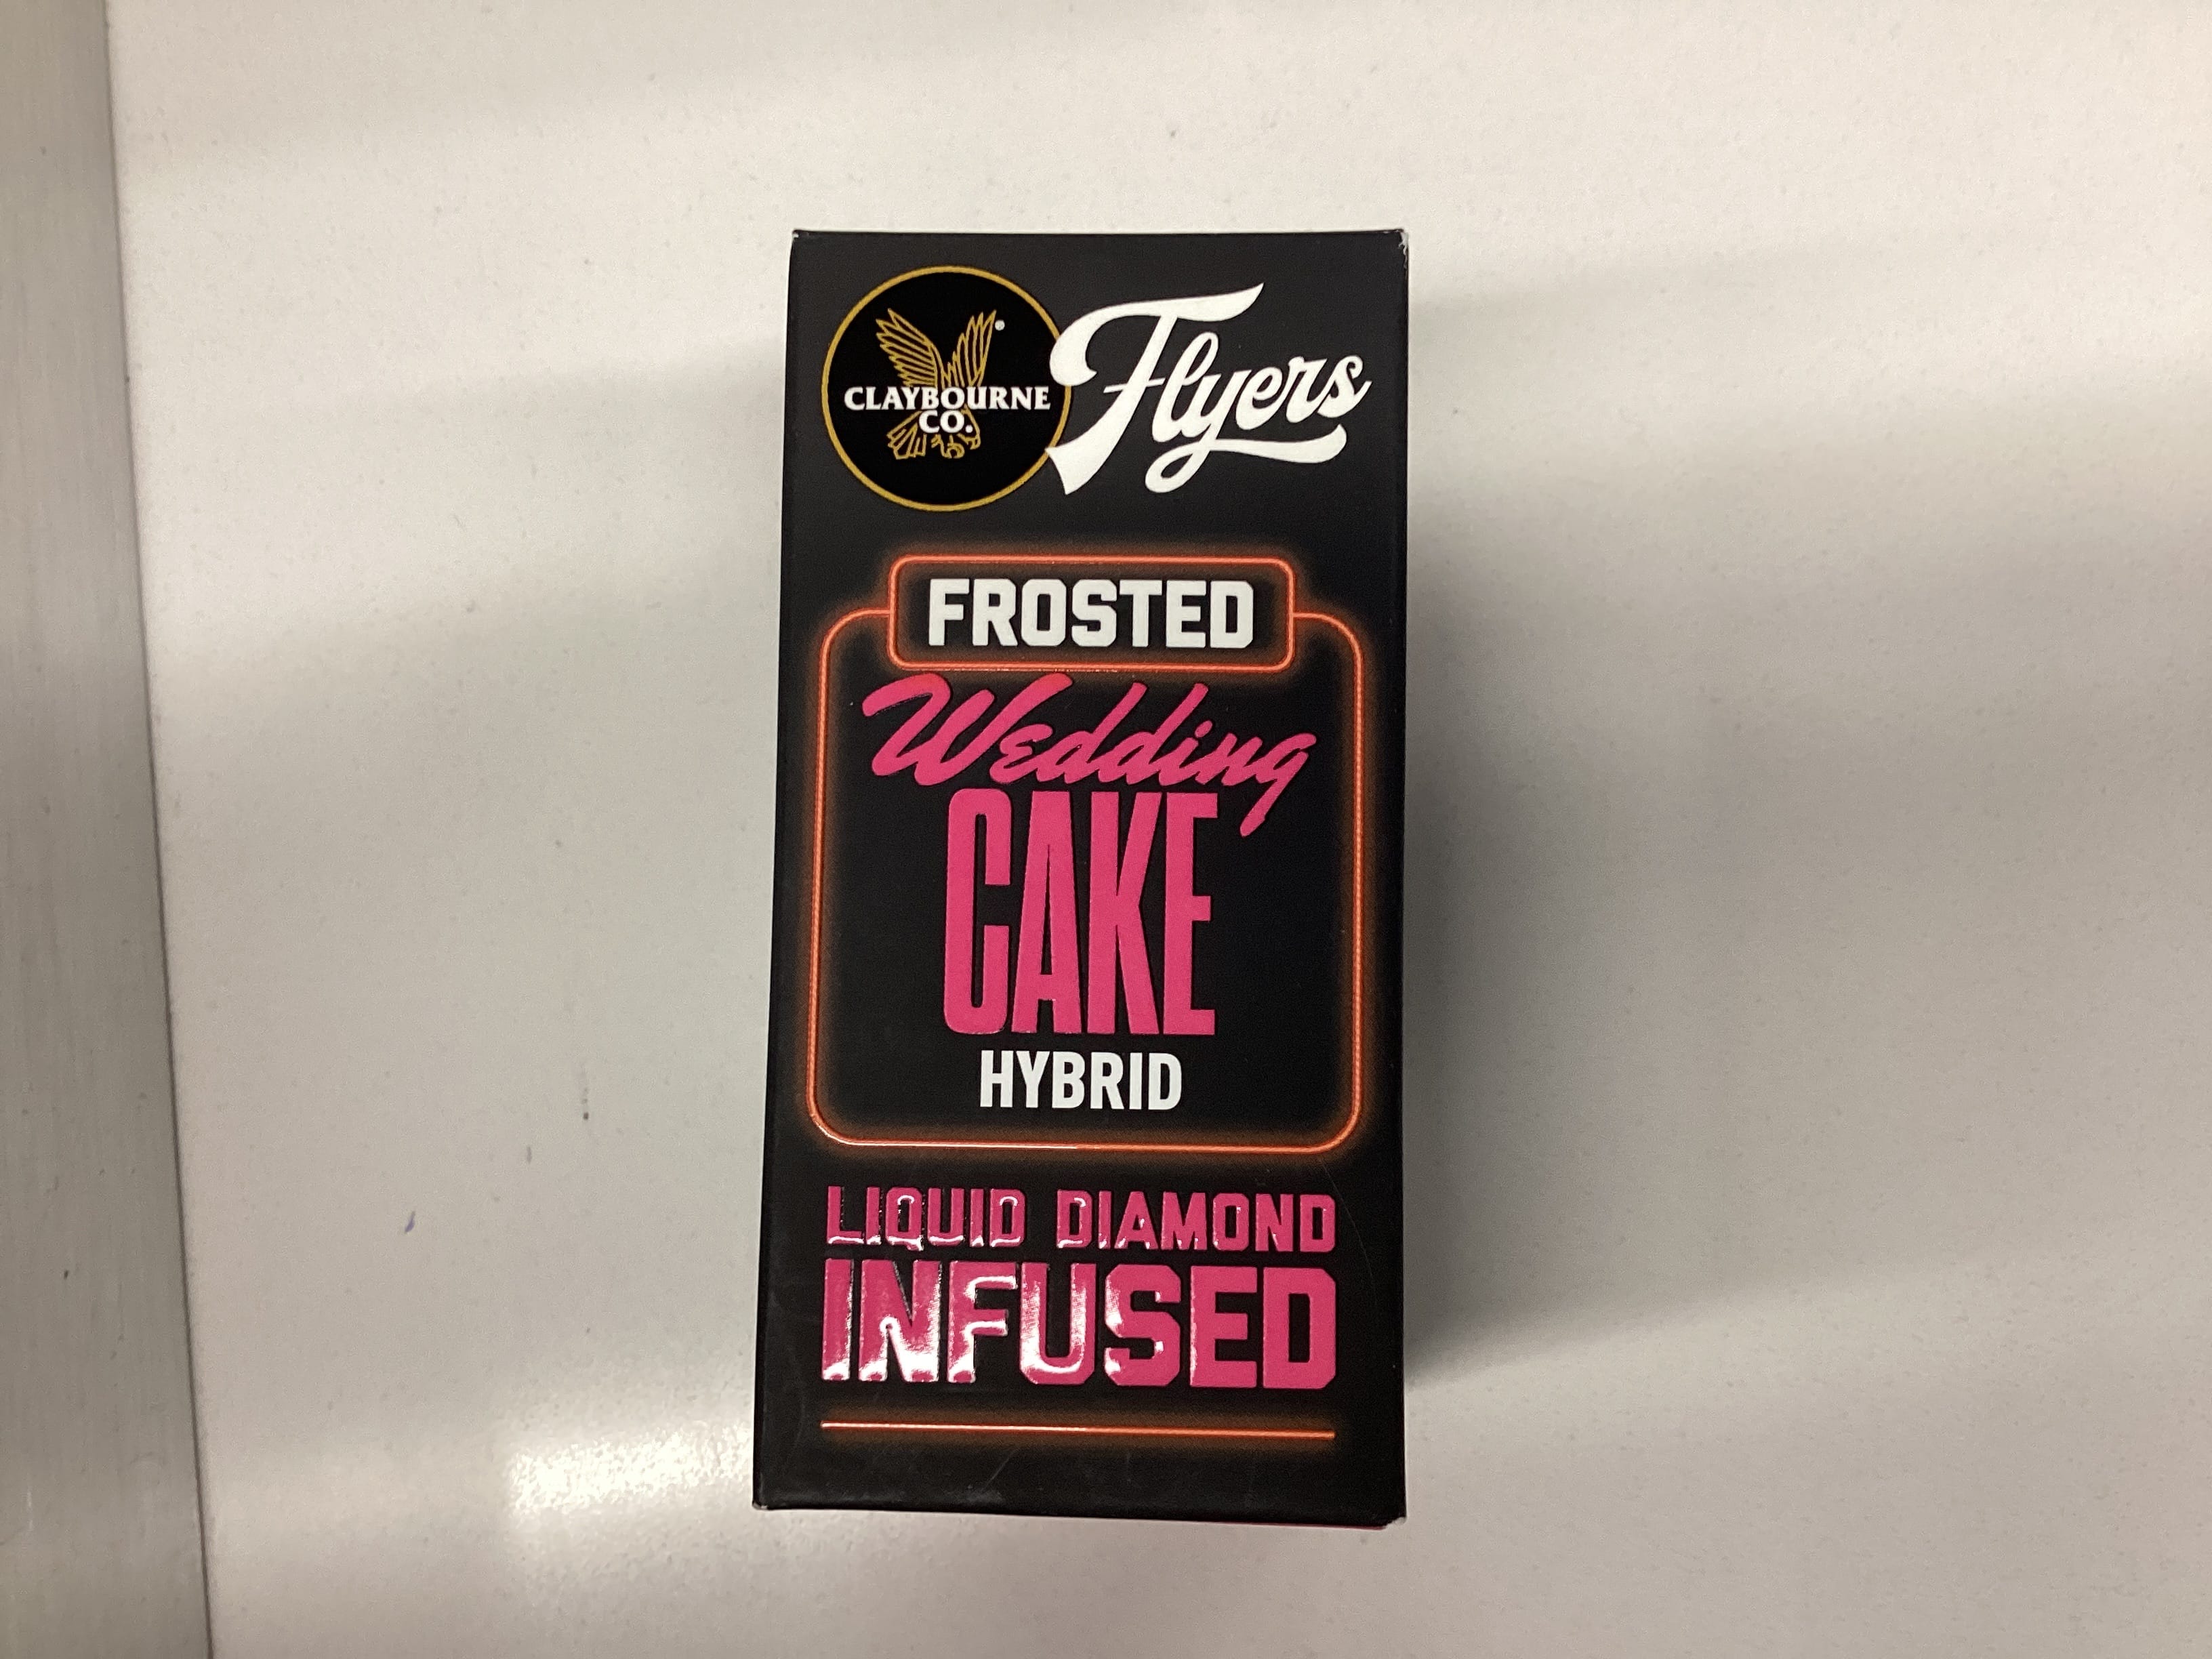 CLAYBOURNE
CO.
Flyers
FROSTED
Wedding
CAKE
HYBRID
LIQUID DIAMOND
INFUSED